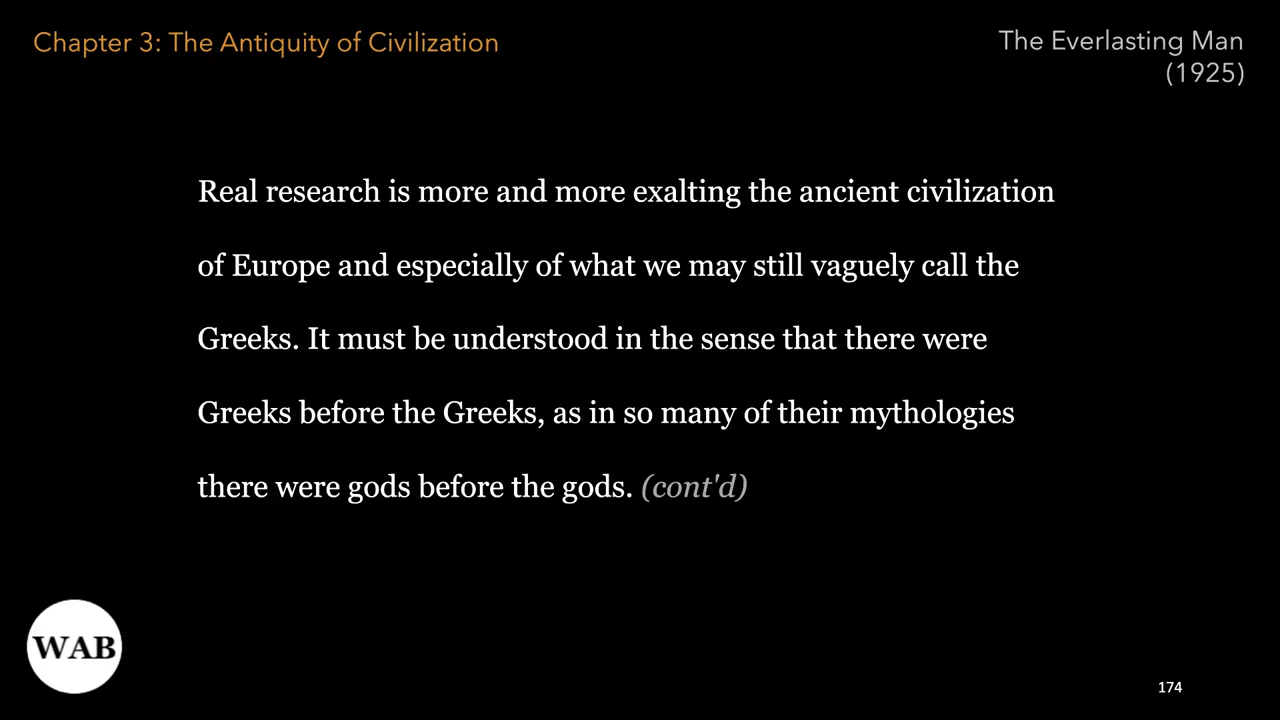 Chapter 3: The Antiquity of Civilization
The Everlasting Man
(1925)
Real research is more and more exalting the ancient civilization
of Europe and especially of what we may still vaguely call the
Greeks. It must be understood in the sense that there were
Greeks before the Greeks, as in so many of their mythologies
there were gods before the gods. (cont'd)
WAB
174